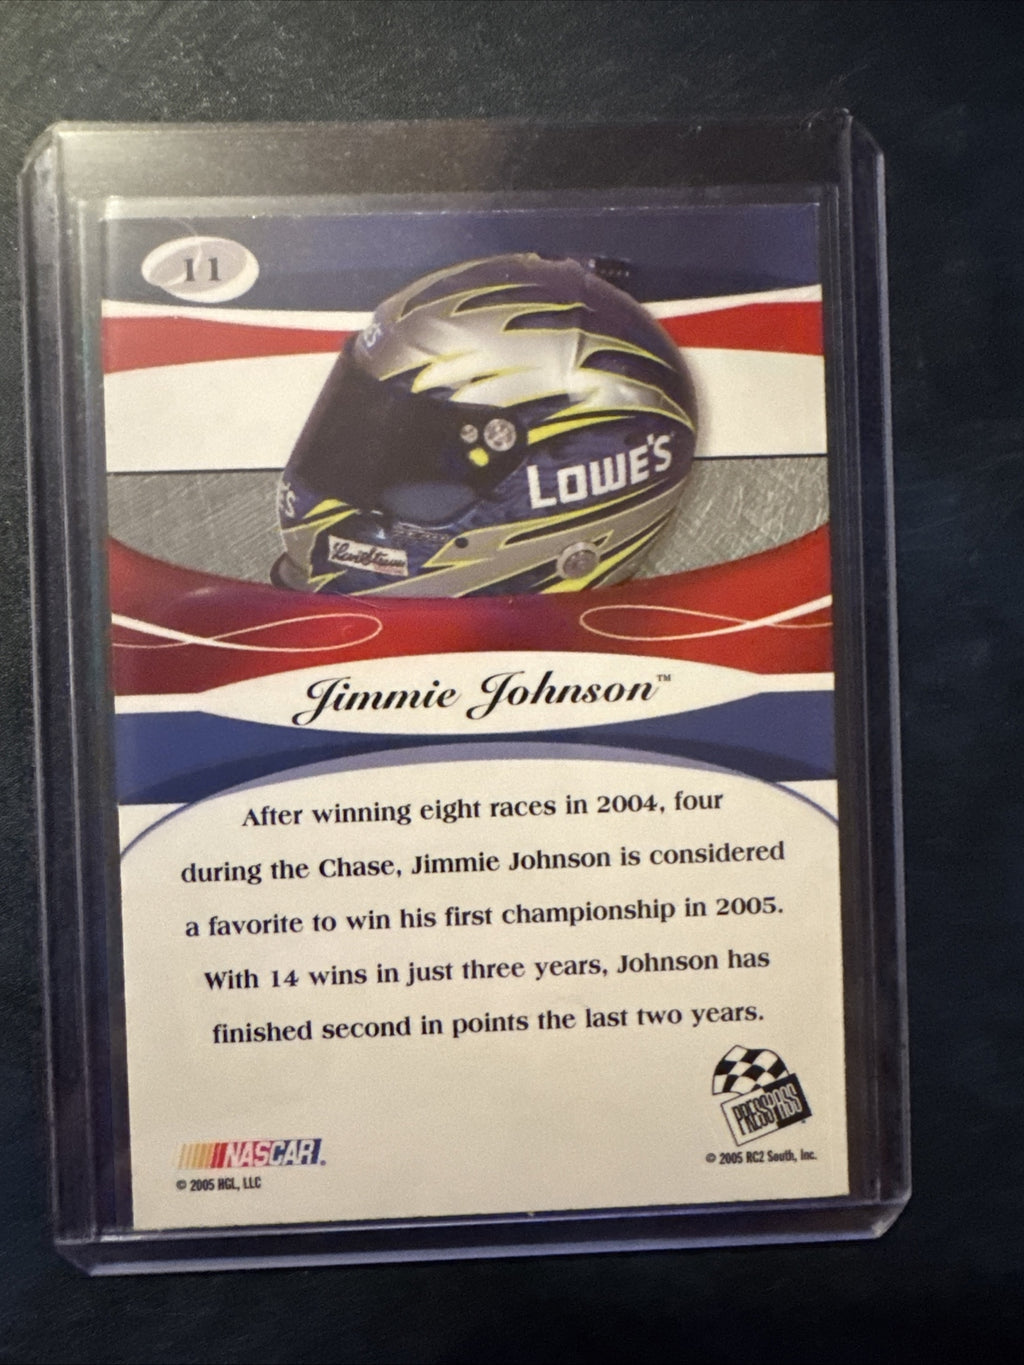 11
LOWE'S
Jimmie Johnson™
After winning eight races in 2004, four
during the Chase, Jimmie Johnson is considered
a favorite to win his first championship in 2005.
With 14 wins in just three years, Johnson has
finished second in points the last two years.
PRESS PASS
NASCAR®
© 2005 RC2 South, Inc.
© 2005 HGL, LLC